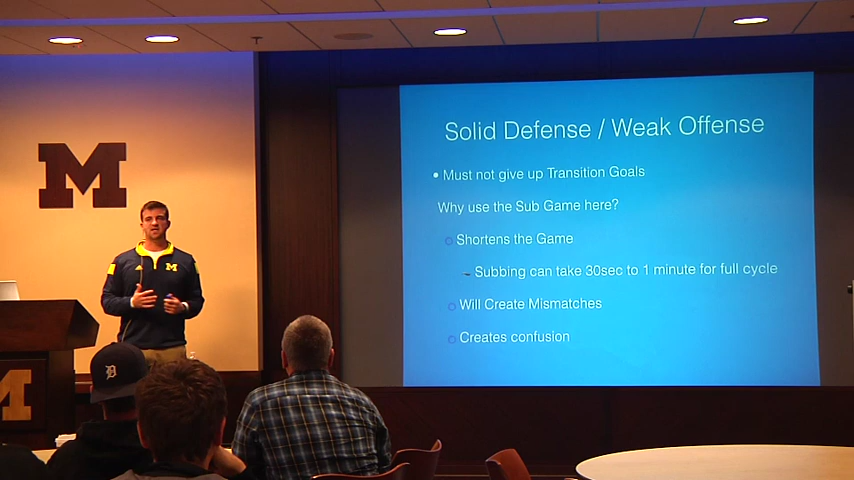 M
Solid Defense / Weak Offense
• Must not give up Transition Goals
Why use the Sub Game here?
Shortens the Game
– Subbing can take 30sec to 1 minute for full cycle
Will Create Mismatches
Creates confusion
M
D
M